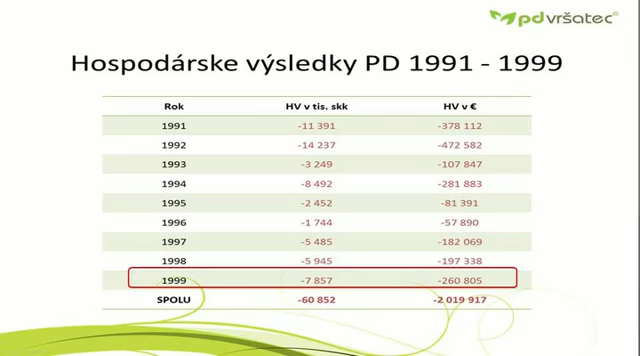 pdvršatec®
Hospodárske výsledky PD 1991 - 1999
Rok HV v tis. skk HV v €
1991 -11 391 -378 112
1992 -14 237 -472 582
1993 -3 249 -107 847
1994 -8 492 -281 883
1995 -2 452 -81 391
1996 -1 744 -57 890
1997 -5 485 -182 069
1998 -5 945 -197 338
1999 -7 857 -260 805
SPOLU -60 852 -2 019 917